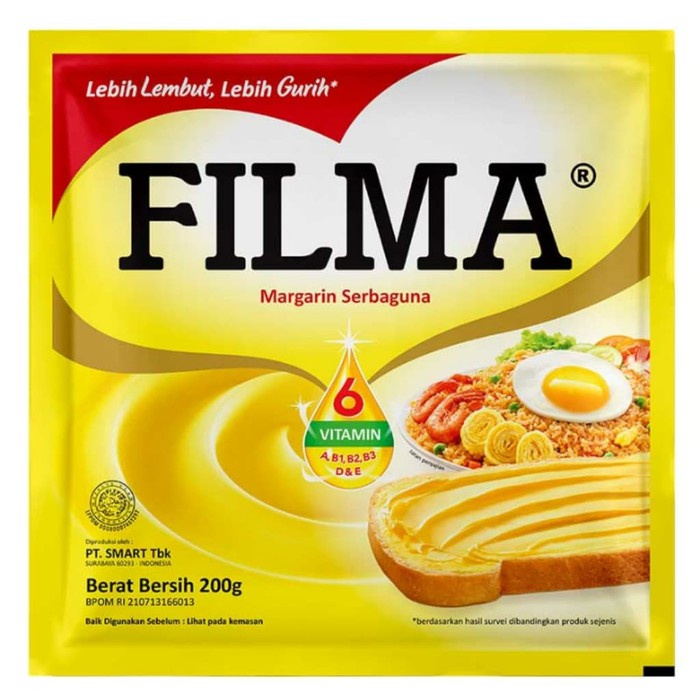 Lebih Lembut, Lebih Gurih*
FILMA®
Margarin Serbaguna
6
VITAMIN
A, B1, B2, B3
D & E
saran penyajian
Diproduksi oleh :
PT. SMART Tbk
SURABAYA 60293 - INDONESIA
Berat Bersih 200g
BPOM RI 210713166013
Baik Digunakan Sebelum : Lihat pada kemasan
*berdasarkan hasil survei dibandingkan produk sejenis